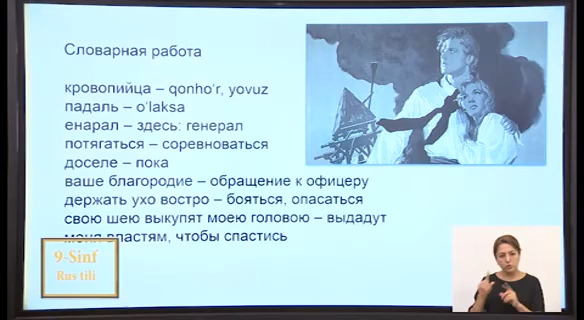 Словарная работа
кровопийца – qonho‘r, yovuz
падаль – o‘laksa
енарал – здесь: генерал
потягаться – соревноваться
доселе – пока
ваше благородие – обращение к офицеру
держать ухо востро – бояться, опасаться
свою шею выкупят моею головою – выдадут
меня властям, чтобы спастись
9-Sinf
Rus tili